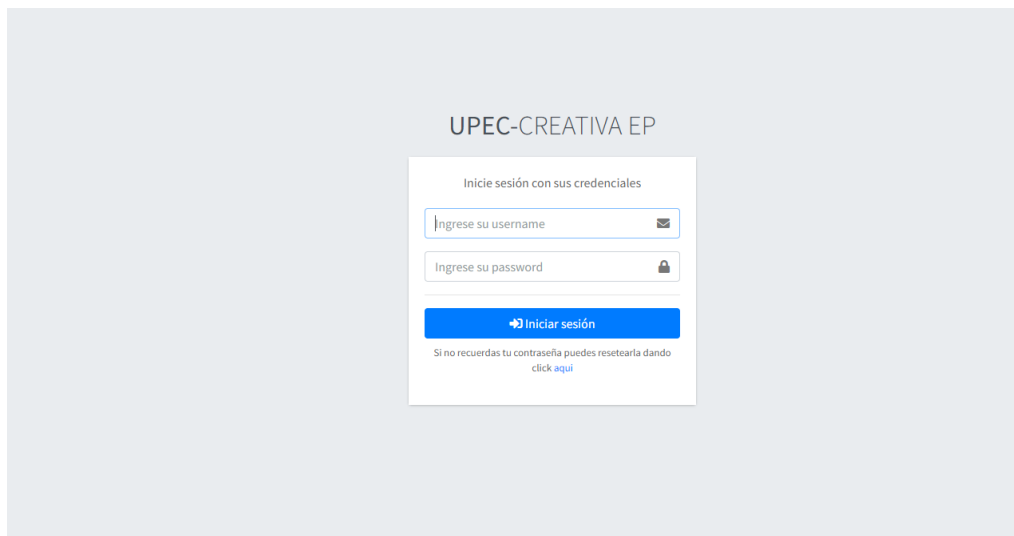 UPEC-CREATIVA EP
Inicie sesión con sus credenciales
Ingrese su username
Ingrese su password
Iniciar sesión
Si no recuerdas tu contraseña puedes resetearla dando
click aqui